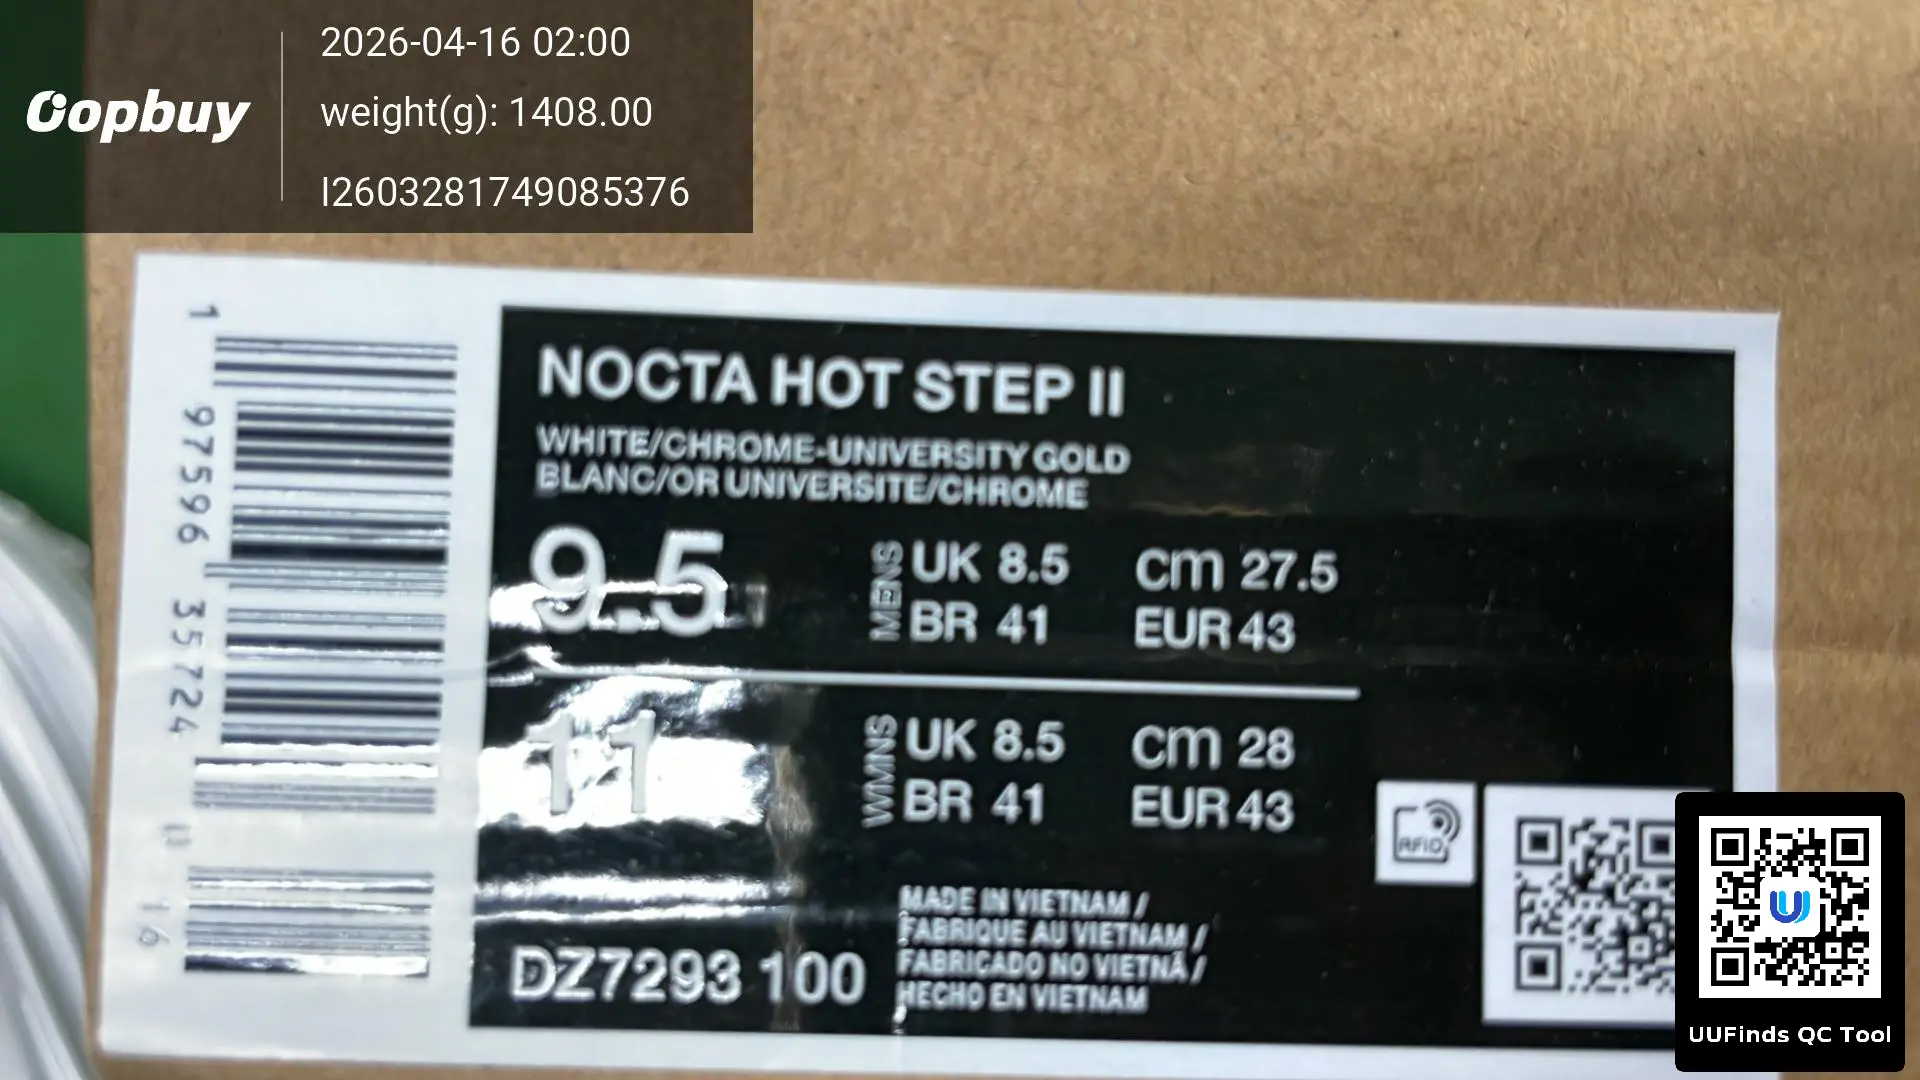 Oopbuy
2026-04-16 02:00
weight(g): 1408.00
I2603281749085376
1 97596 35724
16
NOCTA HOT STEP II
WHITE/CHROME-UNIVERSITY GOLD
BLANC/OR UNIVERSITE/CHROME
9.5
MENS
UK 8.5 cm 27.5
BR 41 EUR 43
11
WMNS
UK 8.5 cm 28
BR 41 EUR 43
RFID
MADE IN VIETNAM /
FABRIQUE AU VIETNAM /
FABRICADO NO VIETNÃ /
HECHO EN VIETNAM
DZ7293 100
UUFinds QC Tool